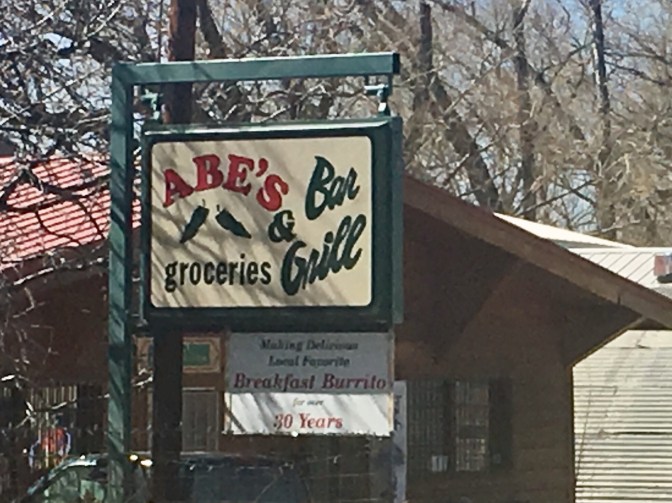 ABE'S
Bar
&
groceries
Grill
Making Delicious
Local Favorite
Breakfast Burrito
for over
30 Years